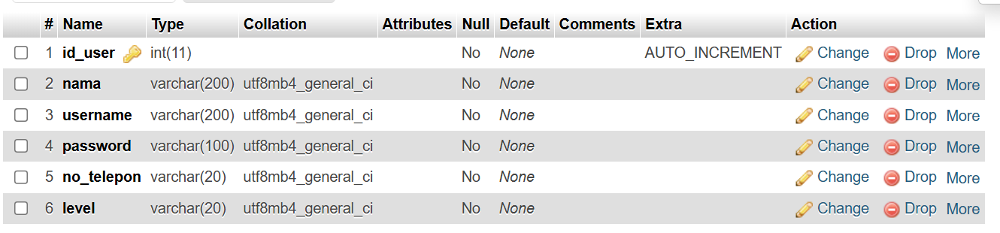 # Name Type Collation Attributes Null Default Comments Extra Action
1 id_user int(11) No None AUTO_INCREMENT Change Drop More
2 nama varchar(200) utf8mb4_general_ci No None Change Drop More
3 username varchar(200) utf8mb4_general_ci No None Change Drop More
4 password varchar(100) utf8mb4_general_ci No None Change Drop More
5 no_telepon varchar(20) utf8mb4_general_ci No None Change Drop More
6 level varchar(20) utf8mb4_general_ci No None Change Drop More